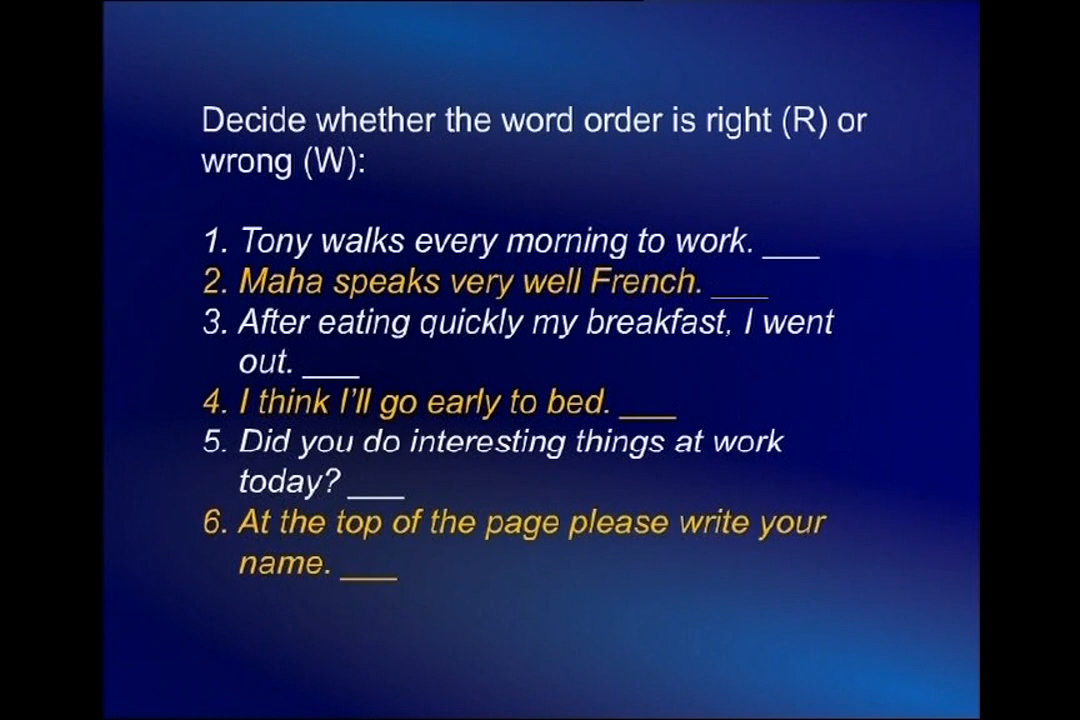 Decide whether the word order is right (R) or
wrong (W):
1. Tony walks every morning to work. ___
2. Maha speaks very well French. ___
3. After eating quickly my breakfast, I went
out. ___
4. I think I'll go early to bed. ___
5. Did you do interesting things at work
today? ___
6. At the top of the page please write your
name. ___